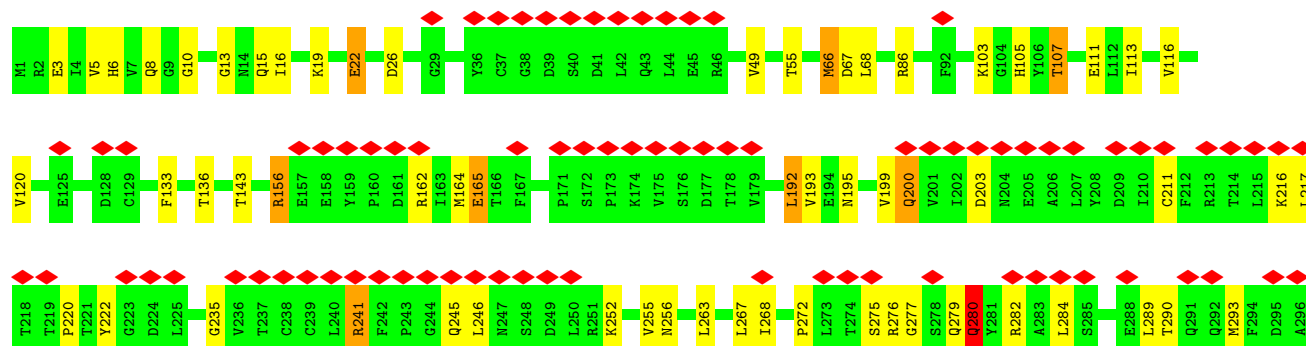 M1 R2 E3 I4 V5 H6 V7 Q8 G9 G10 G13 N14 Q15 I16 K19 E22 D26 G29 Y36 C37 G38 D39 S40 D41 L42 Q43 L44 E45 R46 V49 T55 M66 D67 L68 R86 F92 K103 G104 H105 Y106 T107 E111 L112 I113 V116
V120 E125 D128 C129 F133 T136 T143 R156 E157 E158 Y159 P160 D161 R162 I163 M164 E165 T166 F167 P171 S172 P173 K174 V175 S176 D177 T178 V179 L192 V193 E194 N195 V199 Q200 V201 I202 D203 N204 E205 A206 L207 Y208 D209 I210 C211 F212 R213 T214 L215 K216 L217
T218 T219 P220 T221 Y222 G223 D224 L225 G235 V236 T237 C238 C239 L240 R241 F242 P243 G244 Q245 L246 N247 S248 D249 L250 R251 K252 V255 N256 L263 L267 I268 P272 L273 T274 S275 R276 G277 S278 Q279 Q280 Y281 R282 A283 L284 S285 E288 L289 T290 Q291 Q292 M293 F294 D295 A296